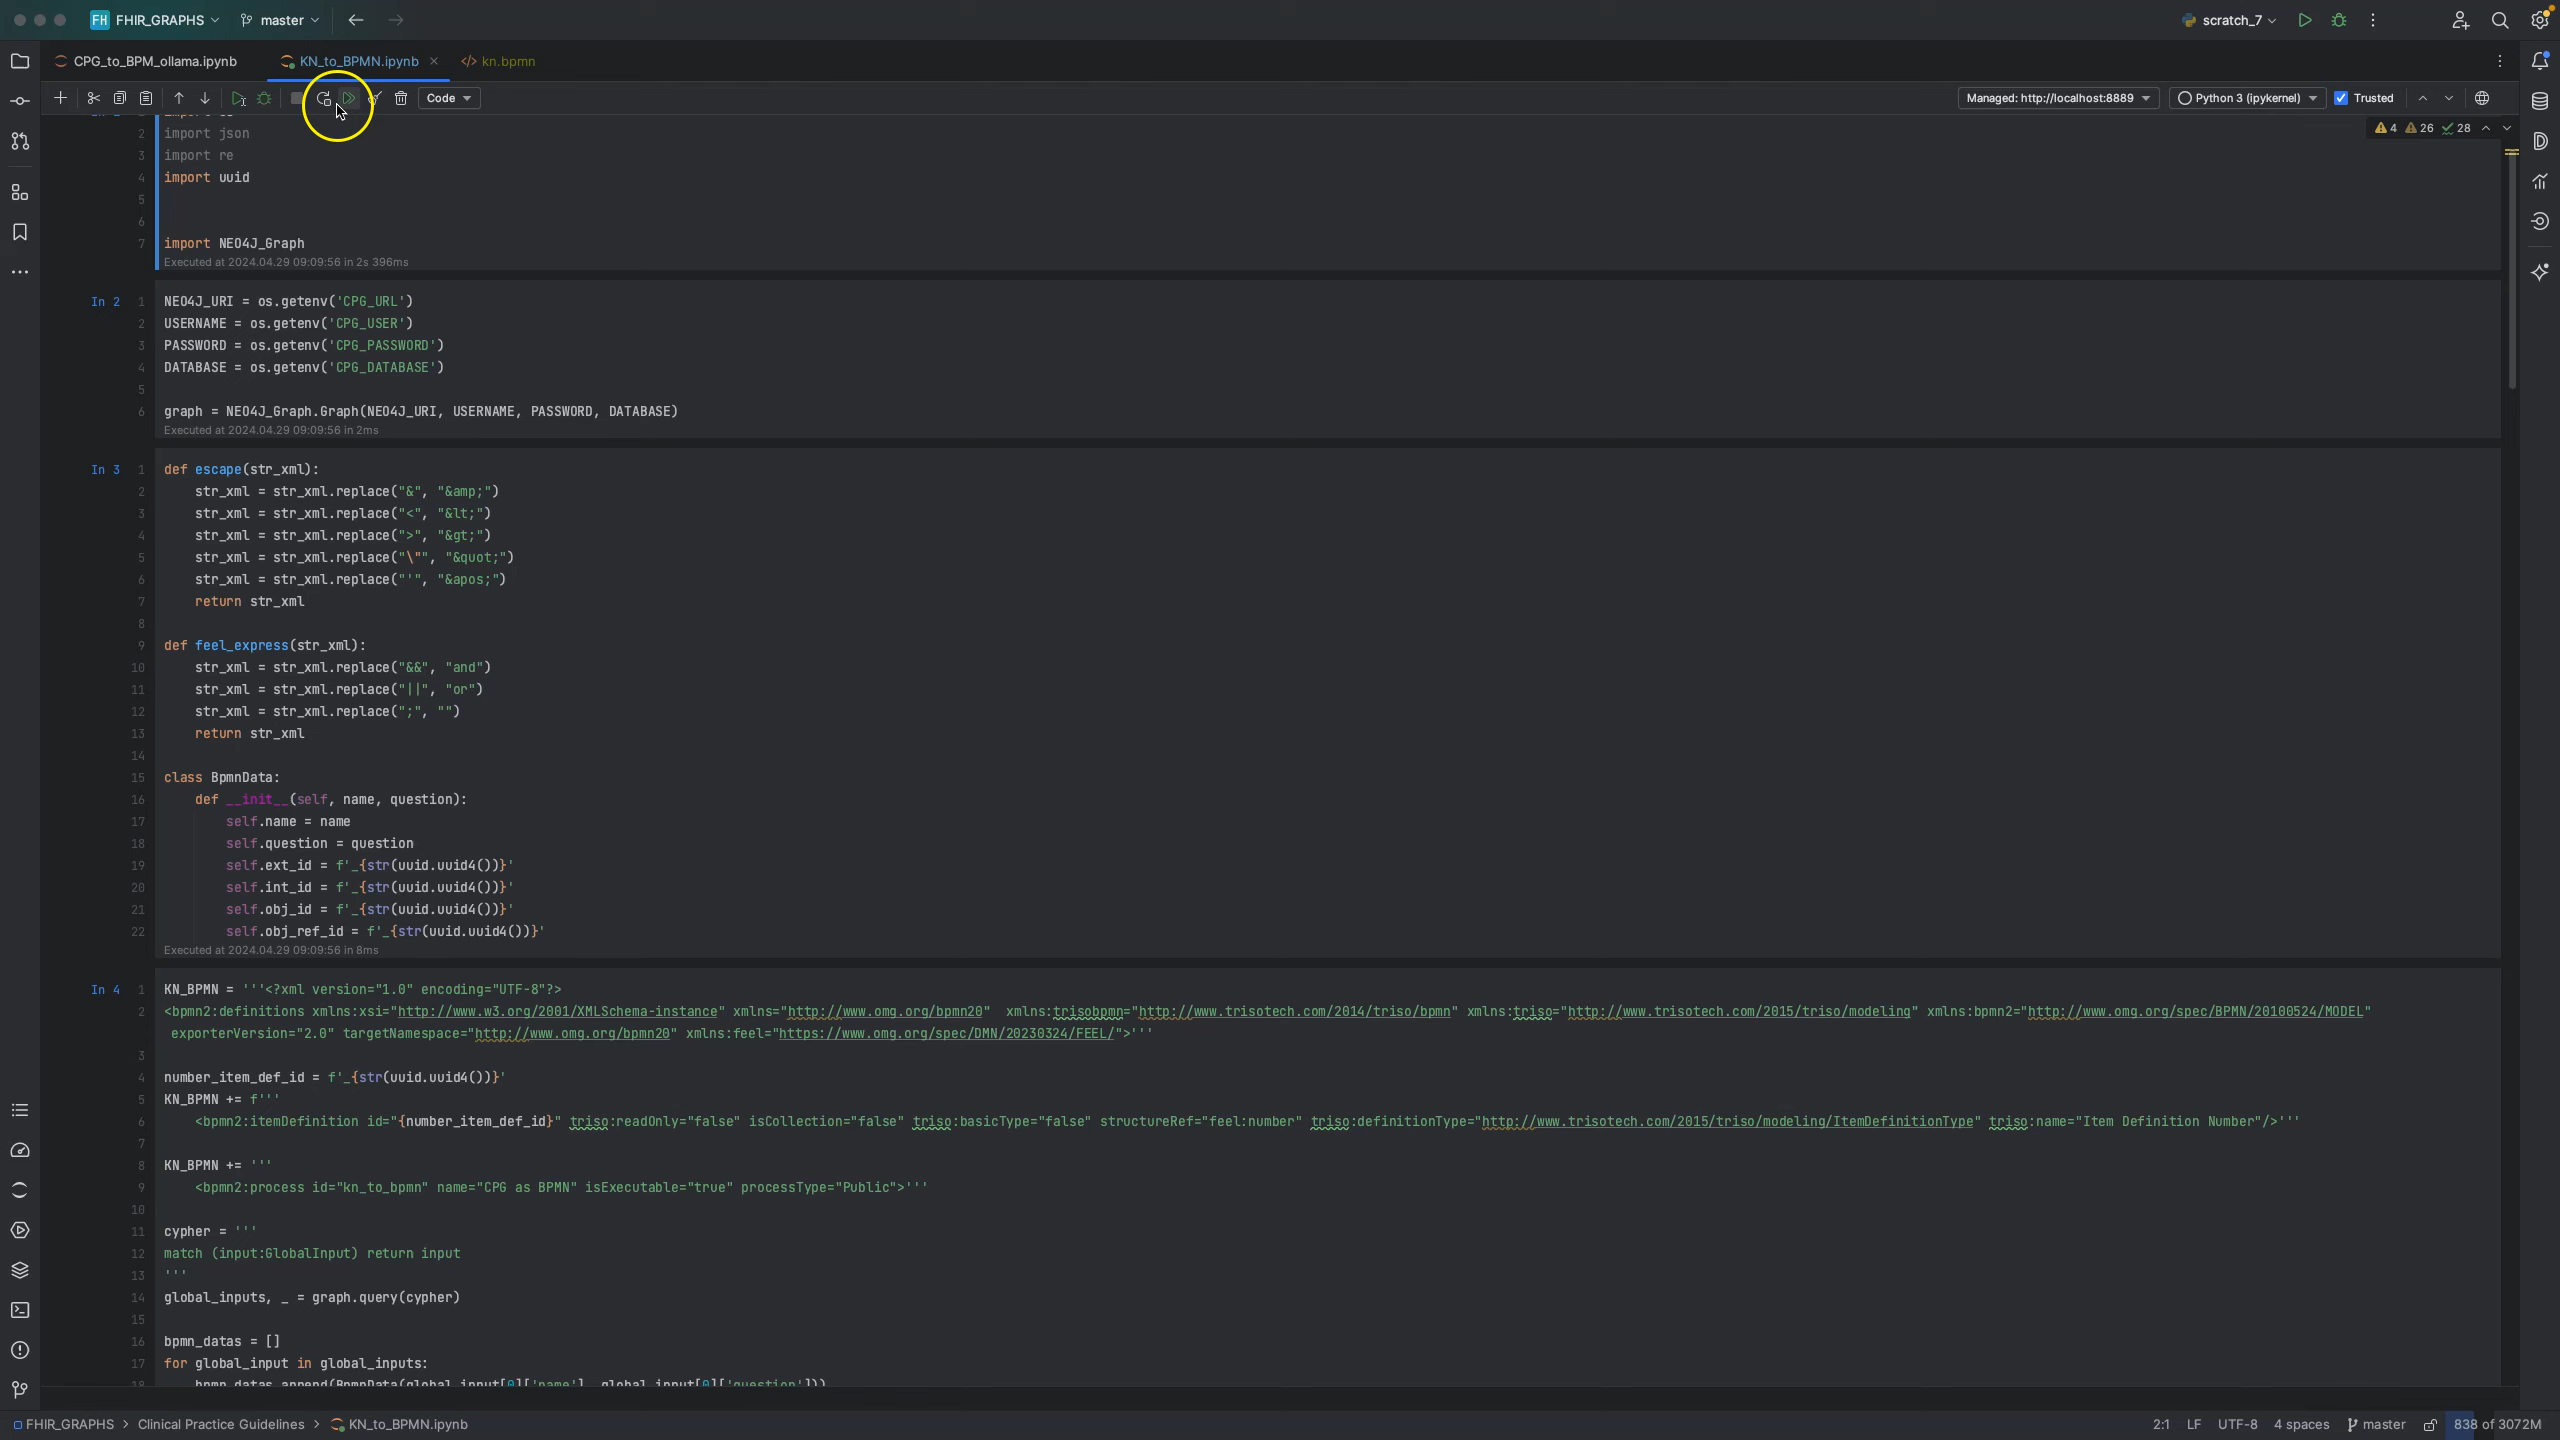 FH FHIR_GRAPHS master scratch_7
CPG_to_BPM_ollama.ipynb KN_to_BPMN.ipynb </> kn.bpmn
Code Managed: http://localhost:8889 Python 3 (ipykernel) Trusted
4 26 28
2 import json
3 import re
4 import uuid
5
6
7 import NEO4J_Graph
Executed at 2024.04.29 09:09:56 in 2s 396ms
In 2 1 NEO4J_URI = os.getenv('CPG_URL')
2 USERNAME = os.getenv('CPG_USER')
3 PASSWORD = os.getenv('CPG_PASSWORD')
4 DATABASE = os.getenv('CPG_DATABASE')
5
6 graph = NEO4J_Graph.Graph(NEO4J_URI, USERNAME, PASSWORD, DATABASE)
Executed at 2024.04.29 09:09:56 in 2ms
In 3 1 def escape(str_xml):
2 str_xml = str_xml.replace("&", "&amp;")
3 str_xml = str_xml.replace("<", "&lt;")
4 str_xml = str_xml.replace(">", "&gt;")
5 str_xml = str_xml.replace("\"", "&quot;")
6 str_xml = str_xml.replace("'", "&apos;")
7 return str_xml
8
9 def feel_express(str_xml):
10 str_xml = str_xml.replace("&&", "and")
11 str_xml = str_xml.replace("||", "or")
12 str_xml = str_xml.replace(";", "")
13 return str_xml
14
15 class BpmnData:
16 def __init__(self, name, question):
17 self.name = name
18 self.question = question
19 self.ext_id = f'_{str(uuid.uuid4())}'
20 self.int_id = f'_{str(uuid.uuid4())}'
21 self.obj_id = f'_{str(uuid.uuid4())}'
22 self.obj_ref_id = f'_{str(uuid.uuid4())}'
Executed at 2024.04.29 09:09:56 in 8ms
In 4 1 KN_BPMN = '''<?xml version="1.0" encoding="UTF-8"?>
2 <bpmn2:definitions xmlns:xsi="http://www.w3.org/2001/XMLSchema-instance" xmlns="http://www.omg.org/bpmn20" xmlns:trisobpmn="http://www.trisotech.com/2014/triso/bpmn" xmlns:triso="http://www.trisotech.com/2015/triso/modeling" xmlns:bpmn2="http://www.omg.org/spec/BPMN/20100524/MODEL"
exporterVersion="2.0" targetNamespace="http://www.omg.org/bpmn20" xmlns:feel="https://www.omg.org/spec/DMN/20230324/FEEL/">'''
3
4 number_item_def_id = f'_{str(uuid.uuid4())}'
5 KN_BPMN += f'''
6 <bpmn2:itemDefinition id="{number_item_def_id}" triso:readOnly="false" isCollection="false" triso:basicType="false" structureRef="feel:number" triso:definitionType="http://www.trisotech.com/2015/triso/modeling/ItemDefinitionType" triso:name="Item Definition Number"/>'''
7
8 KN_BPMN += '''
9 <bpmn2:process id="kn_to_bpmn" name="CPG as BPMN" isExecutable="true" processType="Public">'''
10
11 cypher = '''
12 match (input:GlobalInput) return input
13 '''
14 global_inputs, _ = graph.query(cypher)
15
16 bpmn_datas = []
17 for global_input in global_inputs:
18 bpmn_datas.append(BpmnData(global_input[0]['name'], global_input[0]['question']))
FHIR_GRAPHS > Clinical Practice Guidelines > KN_to_BPMN.ipynb 2:1 LF UTF-8 4 spaces master 838 of 3072M